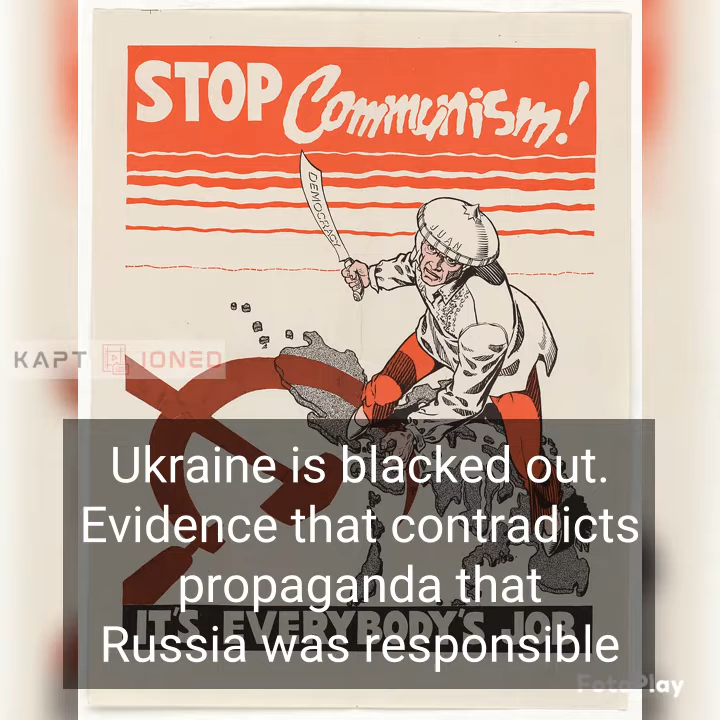 STOP Communism!
DEMOCRACY
JUAN
KAPT IONED
Ukraine is blacked out.
Evidence that contradicts
propaganda that
IT'S EVERYBODY'S JOB
Russia was responsible
FotoPlay